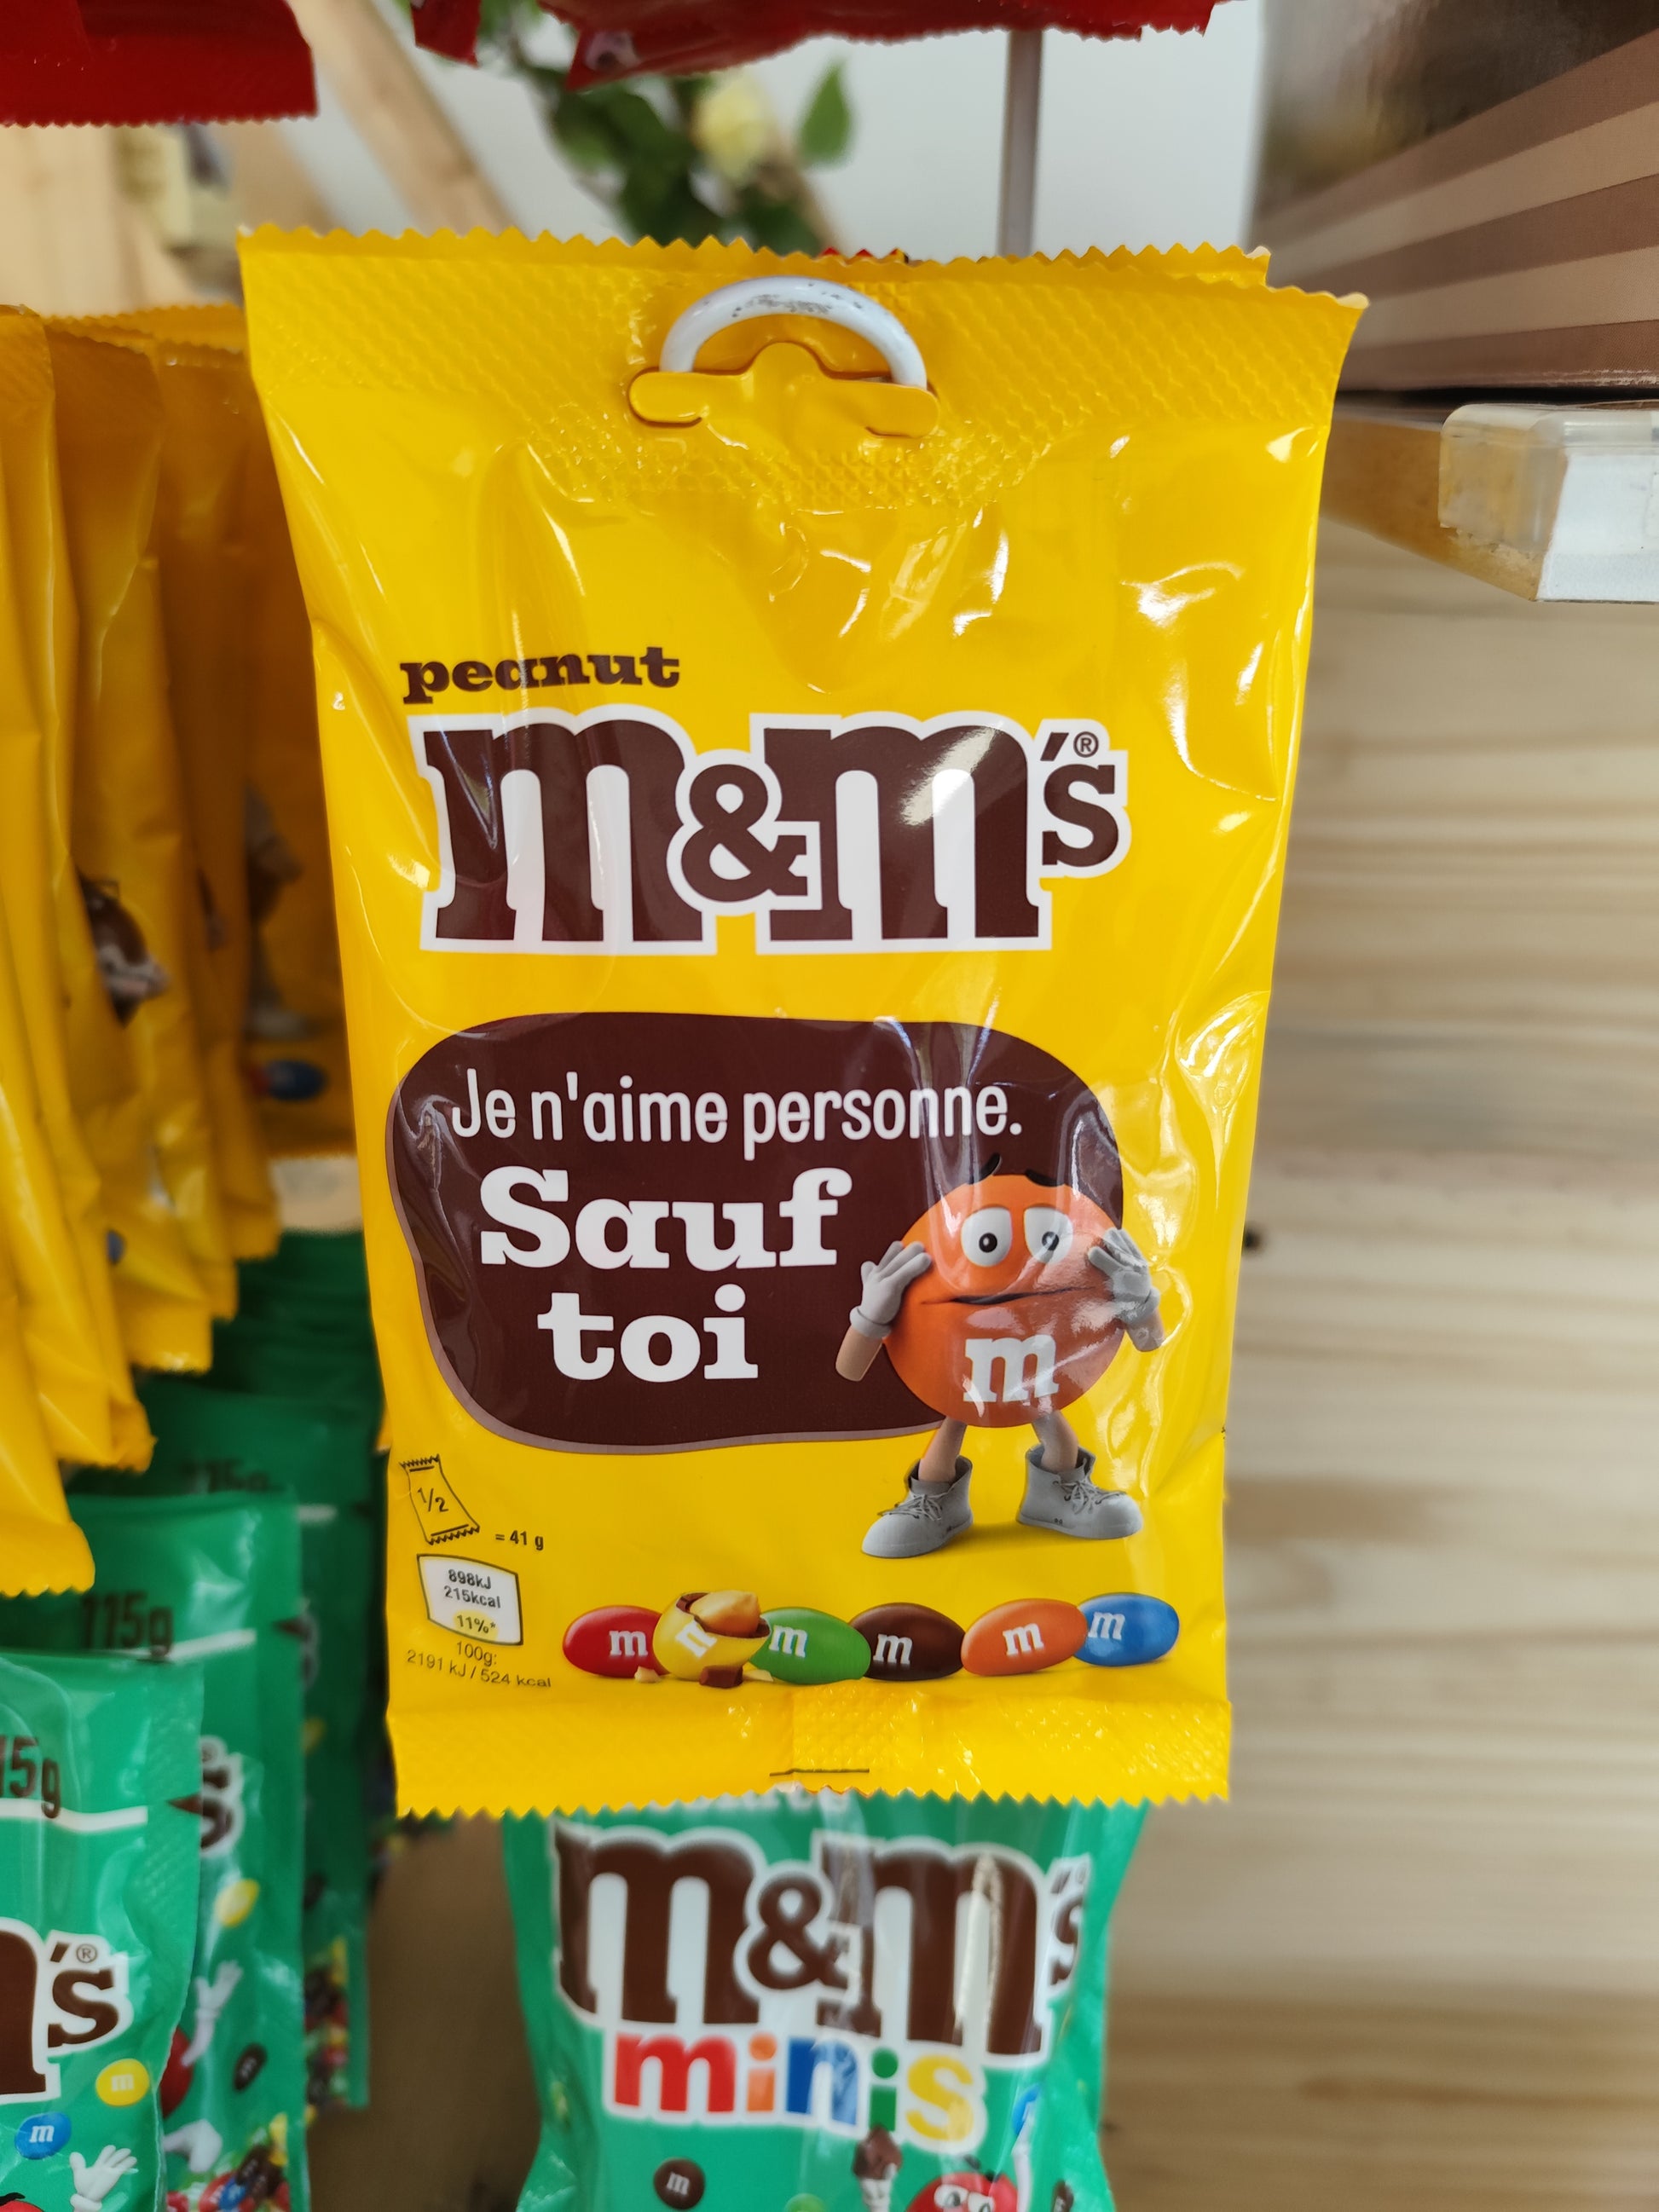 peanut
m&m's®
Je n'aime personne.
Sauf
toi
m
1/2
= 41 g
898kJ
215kcal
11%*
100g:
2191 kJ / 524 kcal
m
m
m
m
m
115g
15g
m&m's
minis
's®
m
m
m